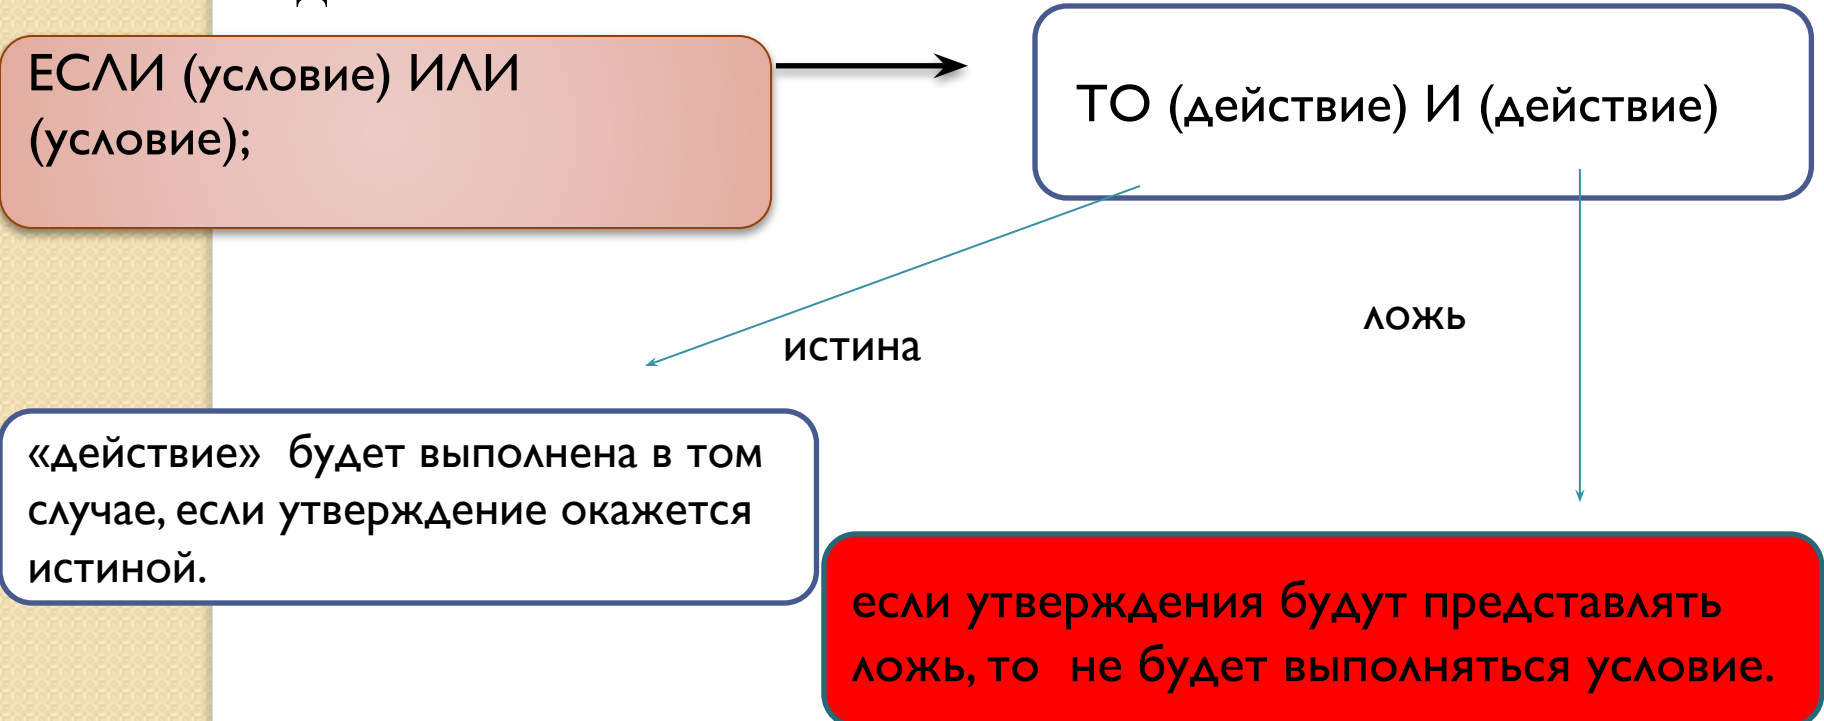 ЕСЛИ (условие) ИЛИ
(условие);
ТО (действие) И (действие)
истина
ложь
«действие» будет выполнена в том
случае, если утверждение окажется
истиной.
если утверждения будут представлять
ложь, то не будет выполняться условие.